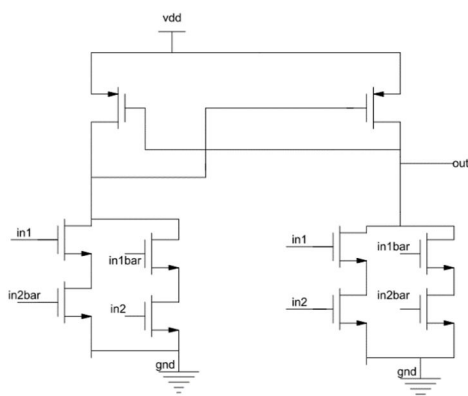 vdd
out
in1
in1bar
in2bar
in2
gnd
in1
in1bar
in2
in2bar
gnd